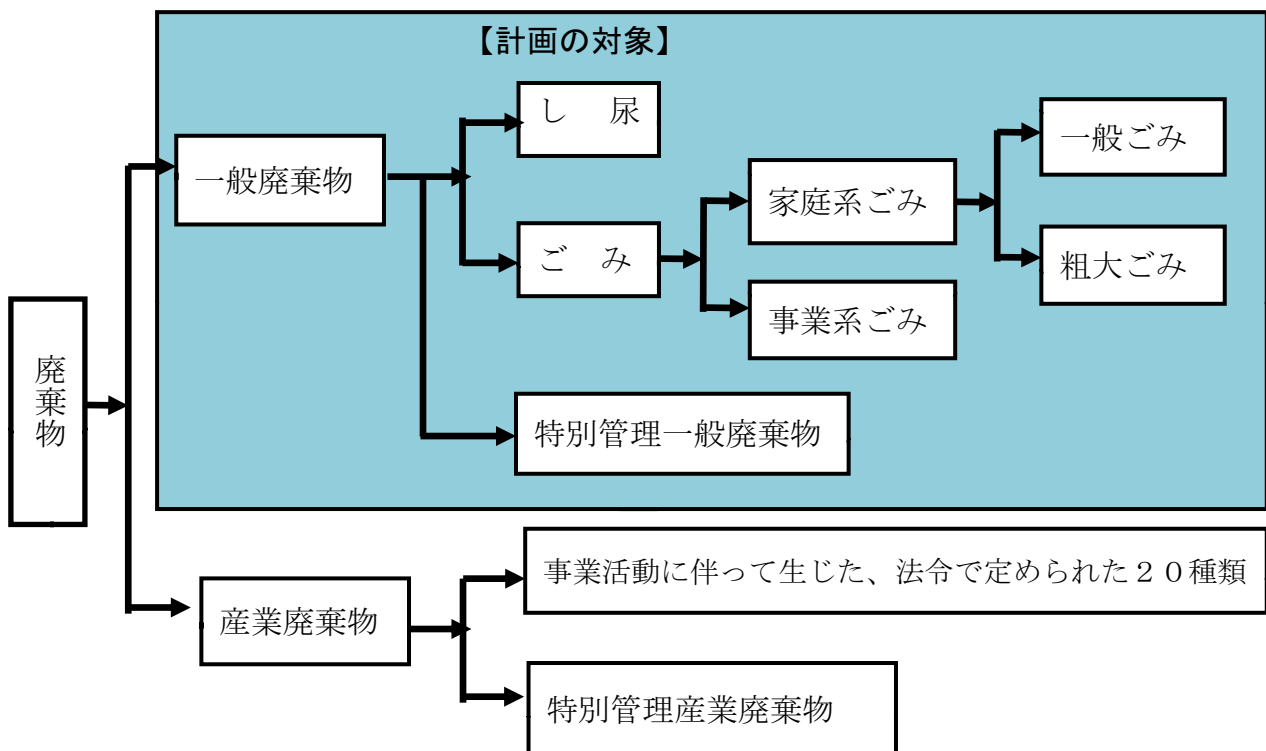 【計画の対象】
し　尿
一般ごみ
一般廃棄物
家庭系ごみ
ご　み
粗大ごみ
事業系ごみ
廃棄物
特別管理一般廃棄物
事業活動に伴って生じた、法令で定められた２０種類
産業廃棄物
特別管理産業廃棄物